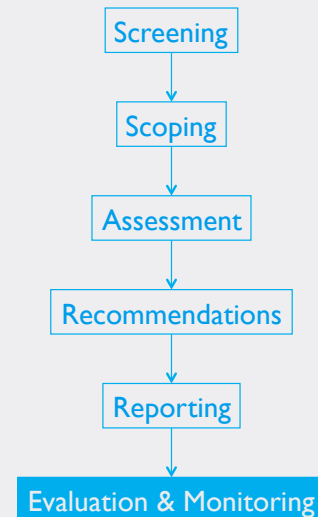 Screening
Scoping
Assessment
Recommendations
Reporting
Evaluation & Monitoring